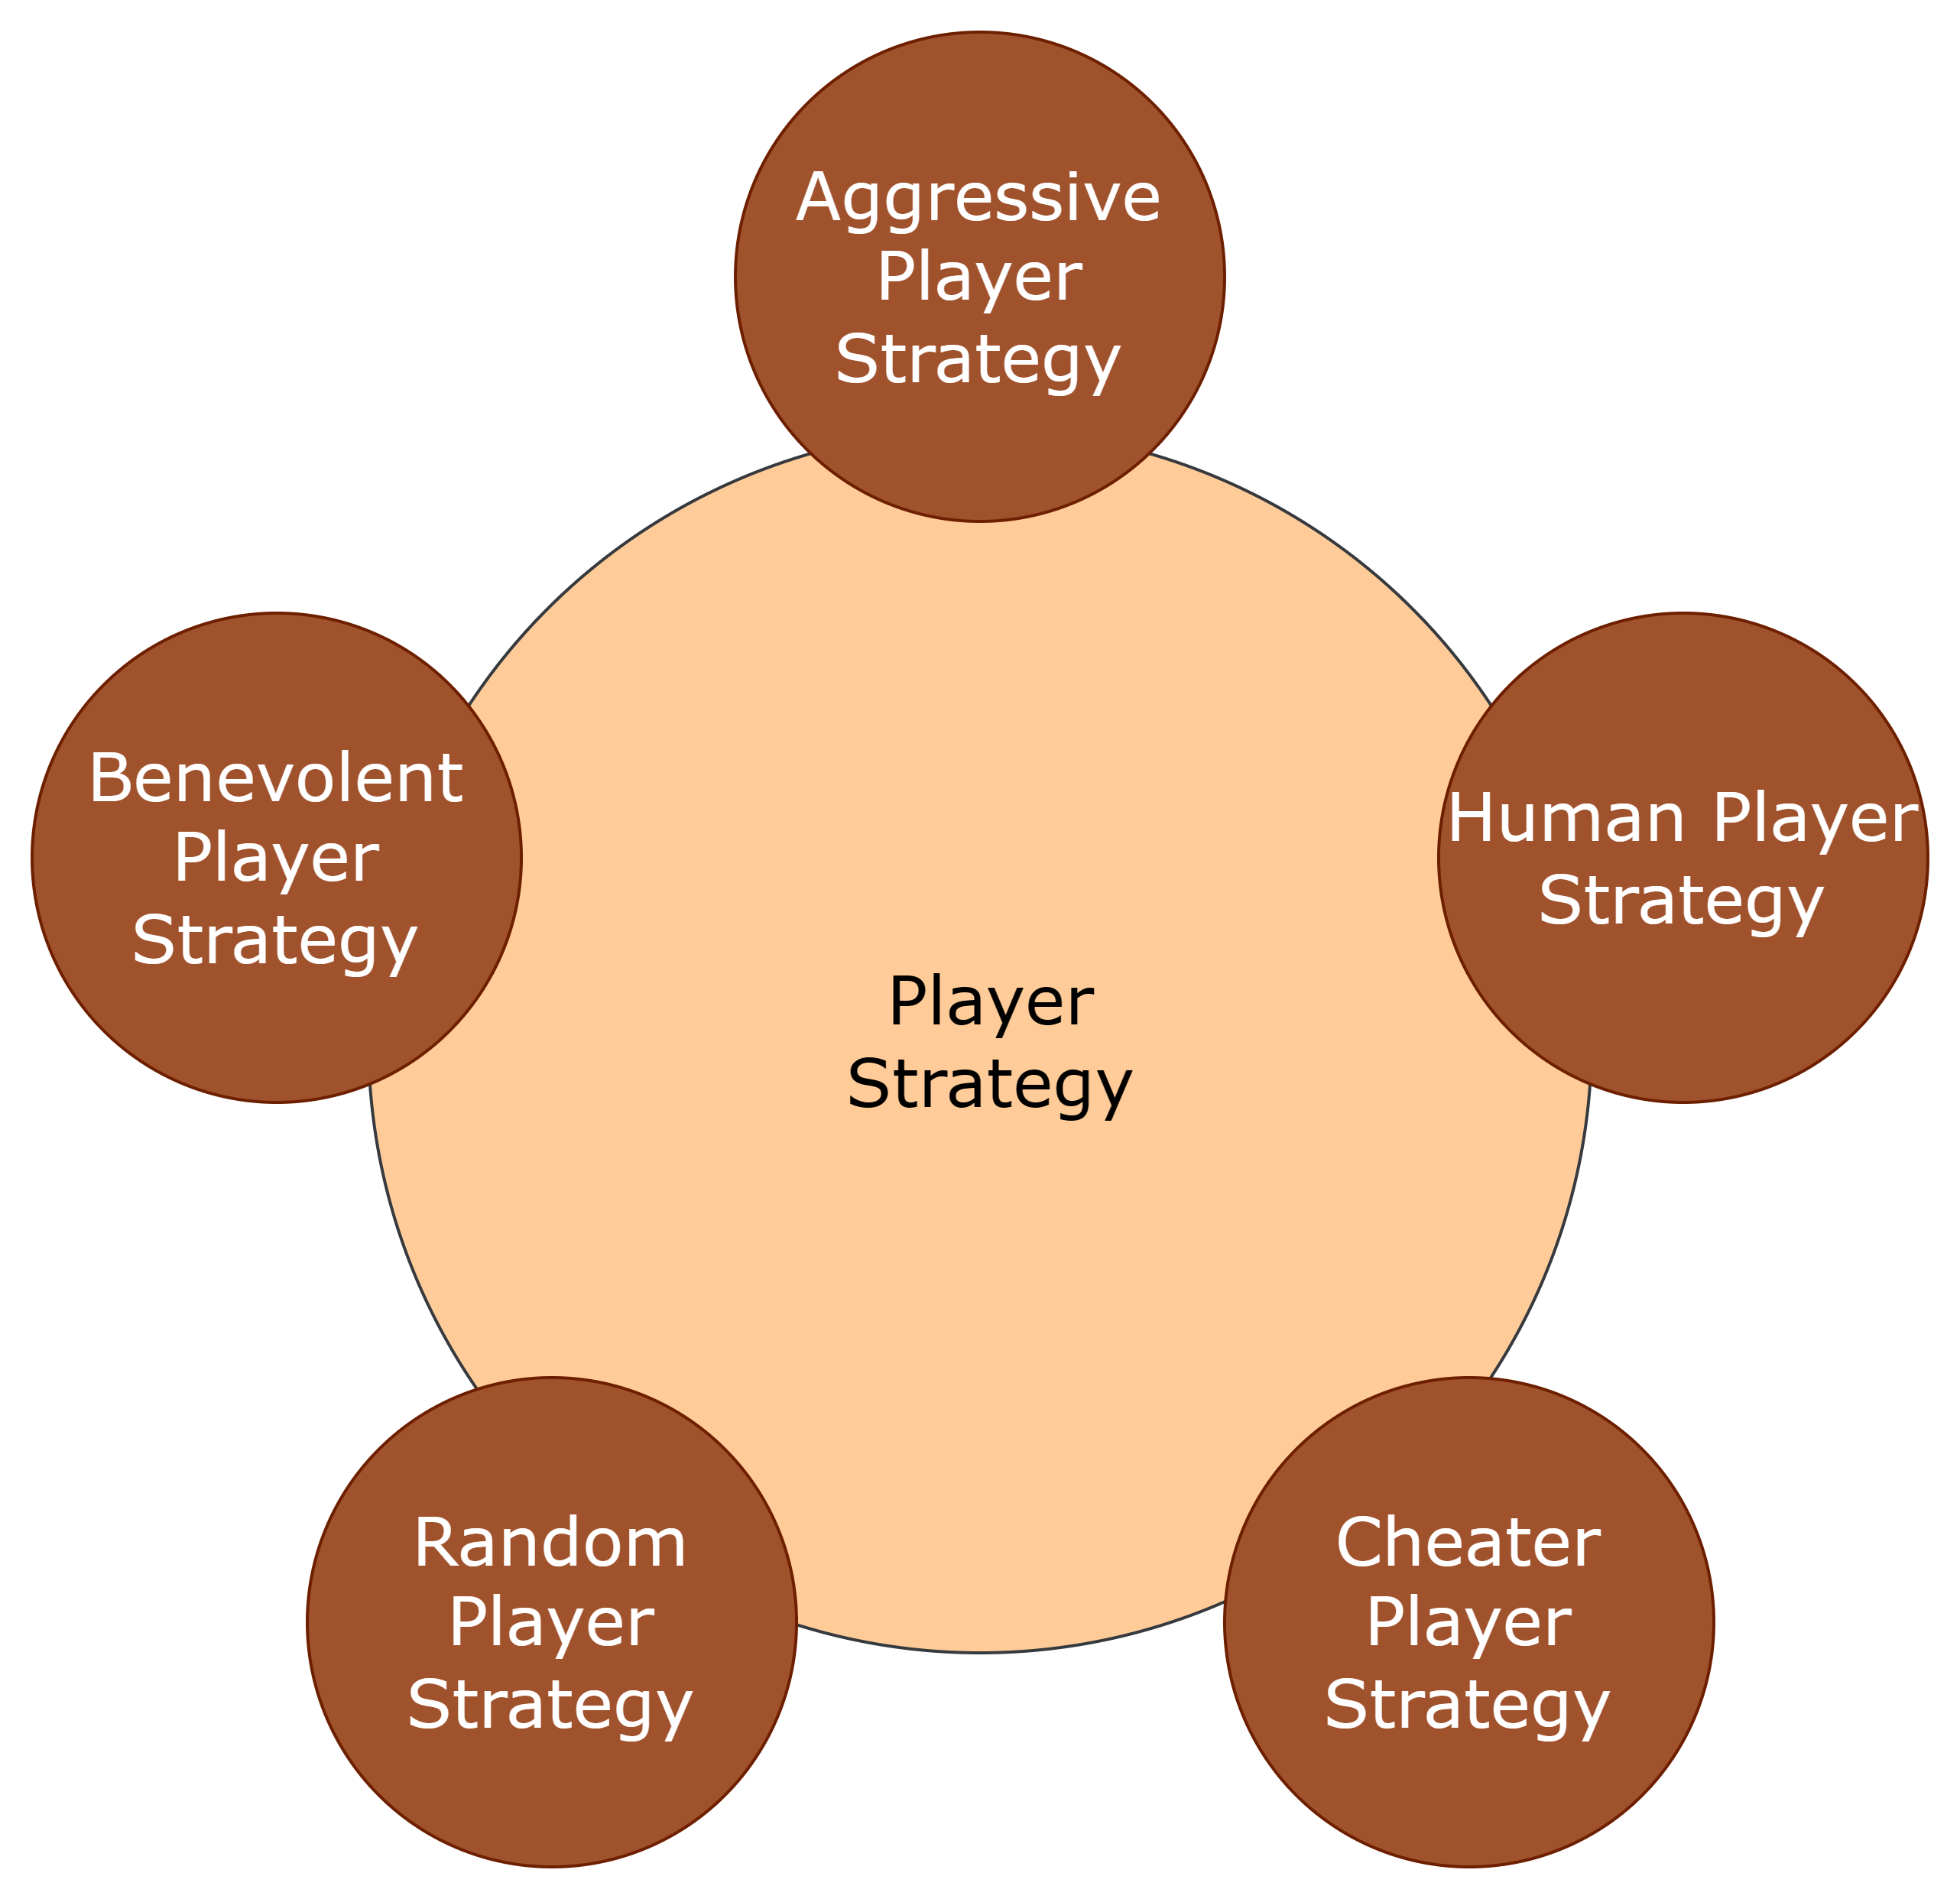 Aggressive
Player
Strategy
Benevolent
Player
Strategy
Human Player
Strategy
Player
Strategy
Random
Player
Strategy
Cheater
Player
Strategy